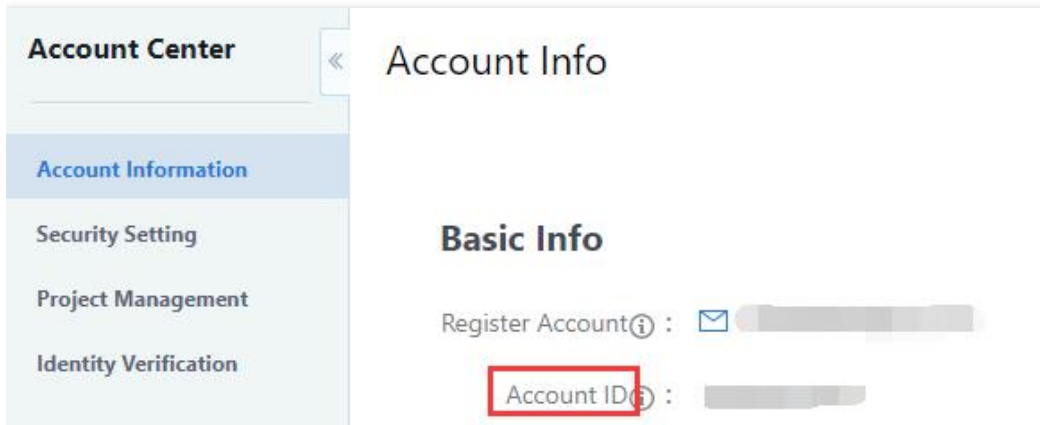 Account Center
Account Info
Account Information
Security Setting
Project Management
Identity Verification
Basic Info
Register Account :
Account ID :